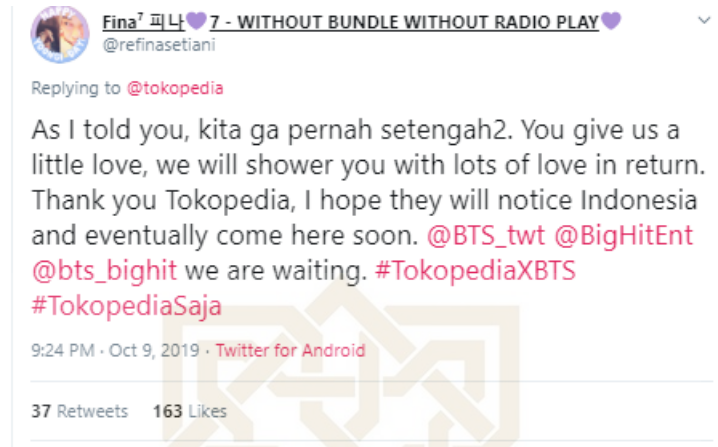 Fina⁷ 피나💜7 - WITHOUT BUNDLE WITHOUT RADIO PLAY💜
@refinasetiani
Replying to @tokopedia
As I told you, kita ga pernah setengah2. You give us a
little love, we will shower you with lots of love in return.
Thank you Tokopedia, I hope they will notice Indonesia
and eventually come here soon. @BTS_twt @BigHitEnt
@bts_bighit we are waiting. #TokopediaXBTS
#TokopediaSaja
9:24 PM · Oct 9, 2019 · Twitter for Android
37 Retweets 163 Likes